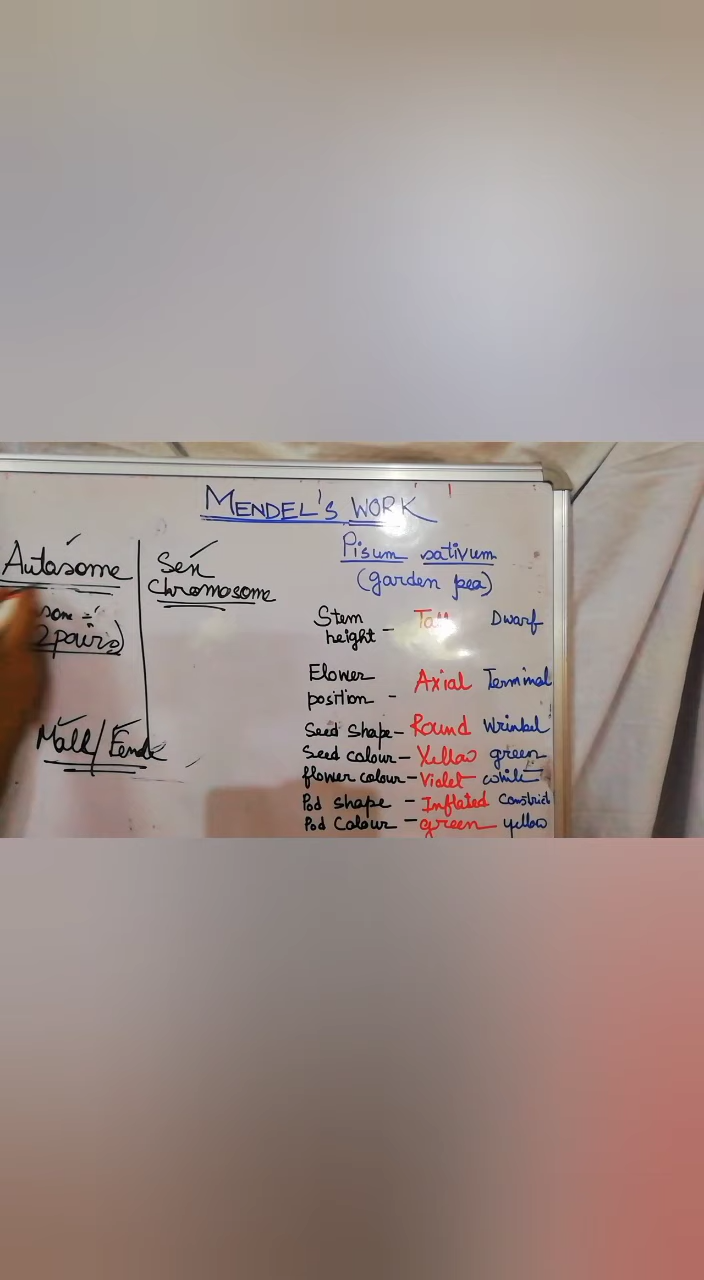 MENDEL'S WORK
Autasome
some =
2 pairs)
Male/Female
Sex
Chromosome
Pisum sativum
(garden pea)
Stem height – Tall Dwarf
Flower position – Axial Terminal
Seed shape – Round Wrinkel
Seed colour – Yellow green
flower colour – Violet white
Pod shape – Inflated Constrict
Pod Colour – green yellow